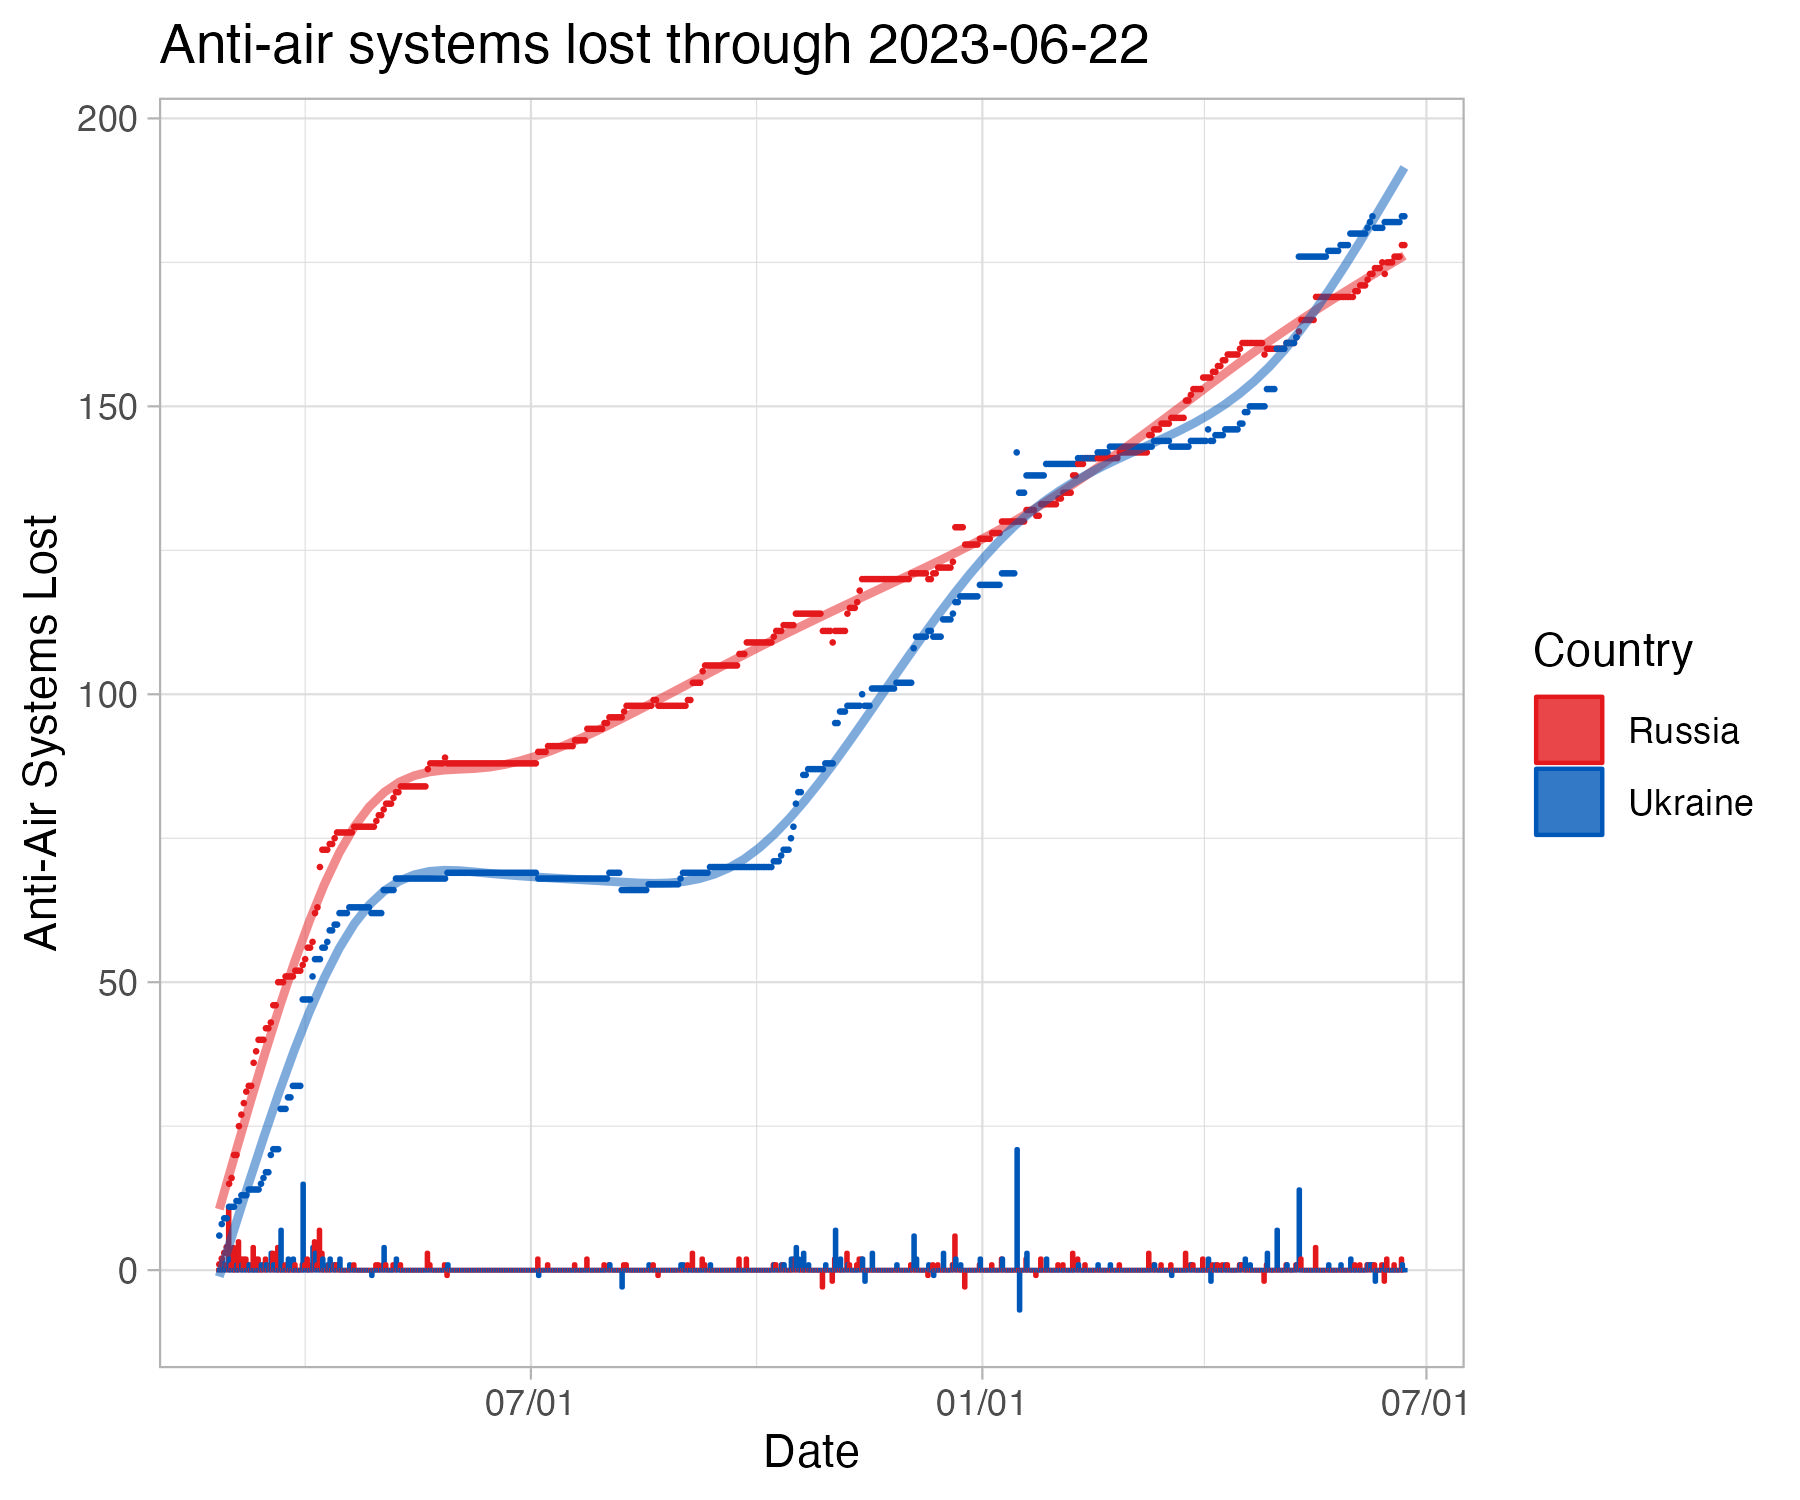 Anti-air systems lost through 2023-06-22
Anti-Air Systems Lost
200
150
100
50
0
07/01
01/01
07/01
Date
Country
Russia
Ukraine